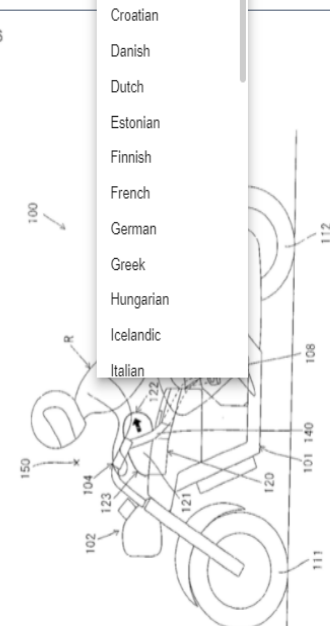 Croatian
Danish
Dutch
Estonian
Finnish
French
German
Greek
Hungarian
Icelandic
Italian
100
112
R
108
122
150
104
123
102
121
120
140
101
111